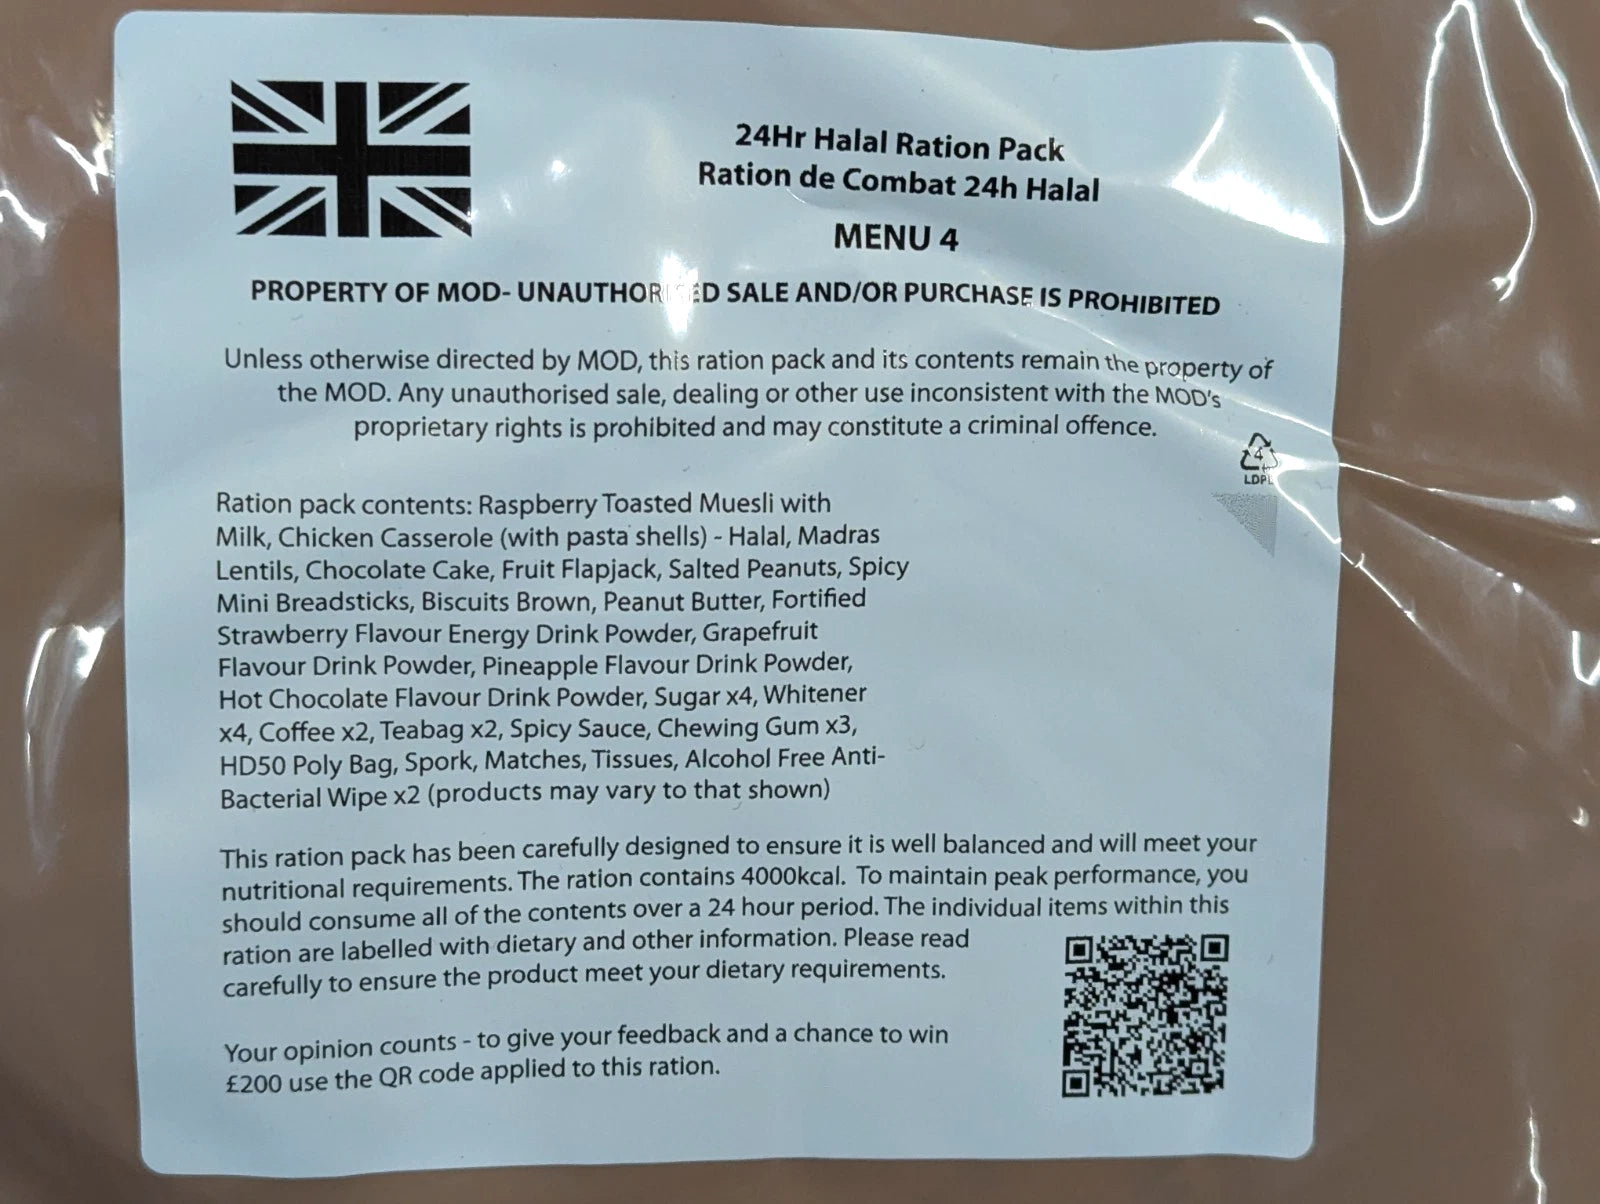 24Hr Halal Ration Pack
Ration de Combat 24h Halal
MENU 4
PROPERTY OF MOD- UNAUTHORISED SALE AND/OR PURCHASE IS PROHIBITED
Unless otherwise directed by MOD, this ration pack and its contents remain the property of
the MOD. Any unauthorised sale, dealing or other use inconsistent with the MOD's
proprietary rights is prohibited and may constitute a criminal offence.
4
LDPE
Ration pack contents: Raspberry Toasted Muesli with
Milk, Chicken Casserole (with pasta shells) - Halal, Madras
Lentils, Chocolate Cake, Fruit Flapjack, Salted Peanuts, Spicy
Mini Breadsticks, Biscuits Brown, Peanut Butter, Fortified
Strawberry Flavour Energy Drink Powder, Grapefruit
Flavour Drink Powder, Pineapple Flavour Drink Powder,
Hot Chocolate Flavour Drink Powder, Sugar x4, Whitener
x4, Coffee x2, Teabag x2, Spicy Sauce, Chewing Gum x3,
HD50 Poly Bag, Spork, Matches, Tissues, Alcohol Free Anti-
Bacterial Wipe x2 (products may vary to that shown)
This ration pack has been carefully designed to ensure it is well balanced and will meet your
nutritional requirements. The ration contains 4000kcal. To maintain peak performance, you
should consume all of the contents over a 24 hour period. The individual items within this
ration are labelled with dietary and other information. Please read
carefully to ensure the product meet your dietary requirements.
Your opinion counts - to give your feedback and a chance to win
£200 use the QR code applied to this ration.